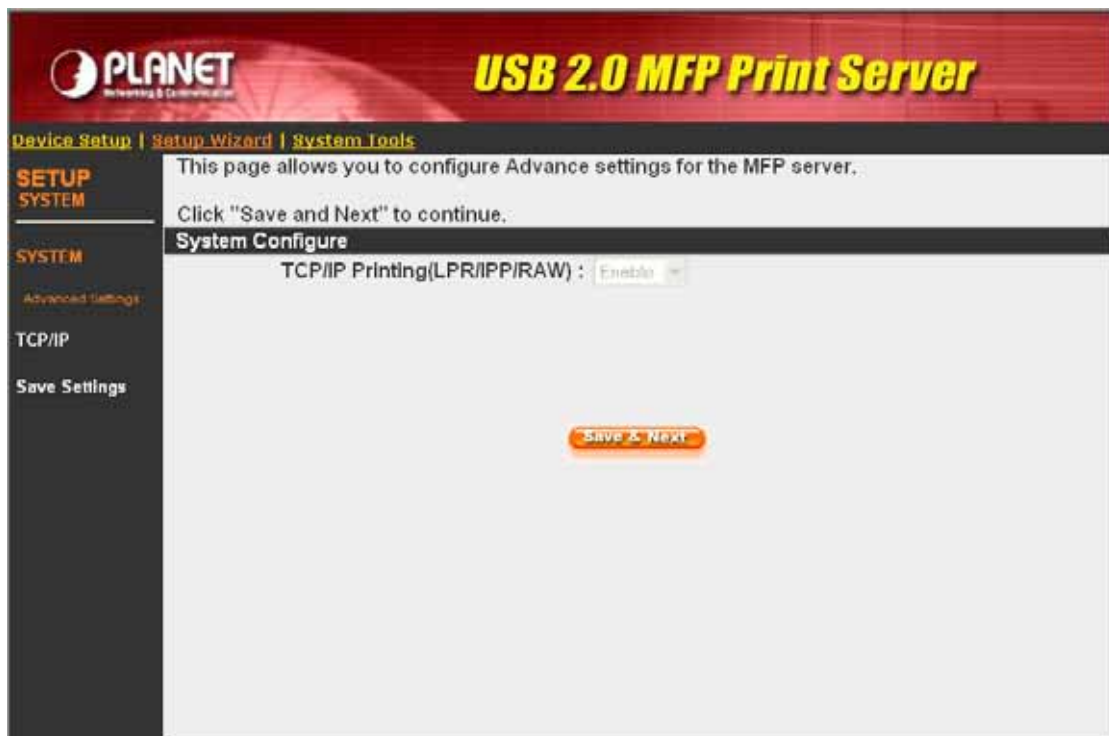 PLANET
Networking & Communication
USB 2.0 MFP Print Server
Device Setup | Setup Wizard | System Tools
SETUP
SYSTEM
SYSTEM
Advanced Settings
TCP/IP
Save Settings
This page allows you to configure Advance settings for the MFP server.
Click "Save and Next" to continue.
System Configure
TCP/IP Printing(LPR/IPP/RAW) : Enable
Save & Next